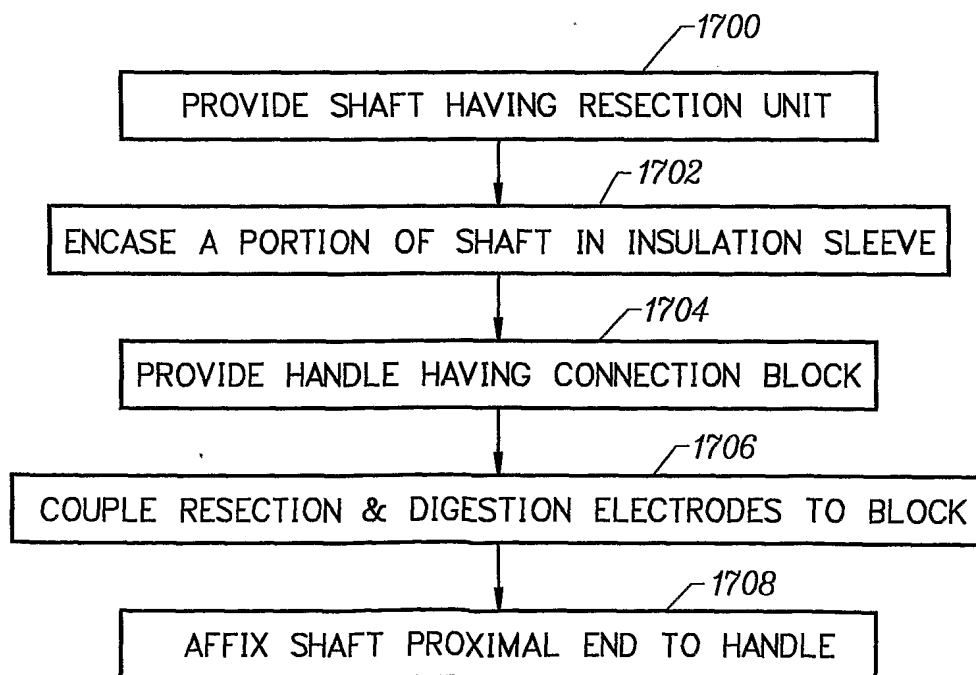 1700
PROVIDE SHAFT HAVING RESECTION UNIT
1702
ENCASE A PORTION OF SHAFT IN INSULATION SLEEVE
1704
PROVIDE HANDLE HAVING CONNECTION BLOCK
1706
COUPLE RESECTION & DIGESTION ELECTRODES TO BLOCK
1708
AFFIX SHAFT PROXIMAL END TO HANDLE